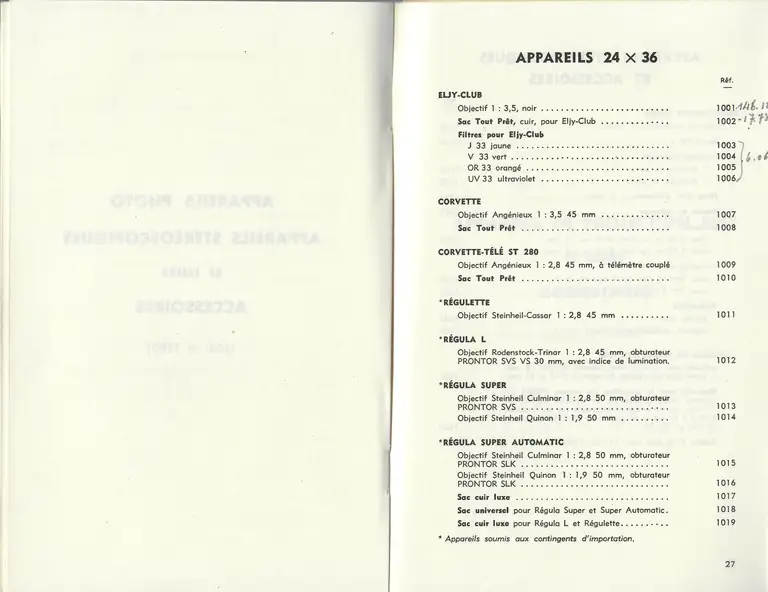 APPAREILS 24 × 36
Réf.
ELJY-CLUB
Objectif 1 : 3,5, noir ........................... 1001
Sac Tout Prêt, cuir, pour Eljy-Club .............. 1002
Filtres pour Eljy-Club
J 33 jaune ............................... 1003
V 33 vert ................................ 1004
OR 33 orangé ............................. 1005
UV 33 ultraviolet ........................ 1006
CORVETTE
Objectif Angénieux 1 : 3,5 45 mm .............. 1007
Sac Tout Prêt .............................. 1008
CORVETTE-TÉLÉ ST 280
Objectif Angénieux 1 : 2,8 45 mm, à télémètre couplé 1009
Sac Tout Prêt .............................. 1010
*RÉGULETTE
Objectif Steinheil-Cassar 1 : 2,8 45 mm .......... 1011
*RÉGULA L
Objectif Rodenstock-Trinar 1 : 2,8 45 mm, obturateur
PRONTOR SVS VS 30 mm, avec indice de lumination. 1012
*RÉGULA SUPER
Objectif Steinheil Culminar 1 : 2,8 50 mm, obturateur
PRONTOR SVS .............................. 1013
Objectif Steinheil Quinon 1 : 1,9 50 mm .......... 1014
*RÉGULA SUPER AUTOMATIC
Objectif Steinheil Culminar 1 : 2,8 50 mm, obturateur
PRONTOR SLK .............................. 1015
Objectif Steinheil Quinon 1 : 1,9 50 mm, obturateur
PRONTOR SLK .............................. 1016
Sac cuir luxe ............................... 1017
Sac universel pour Régula Super et Super Automatic. 1018
Sac cuir luxe pour Régula L et Régulette.......... 1019
* Appareils soumis aux contingents d'importation.
27